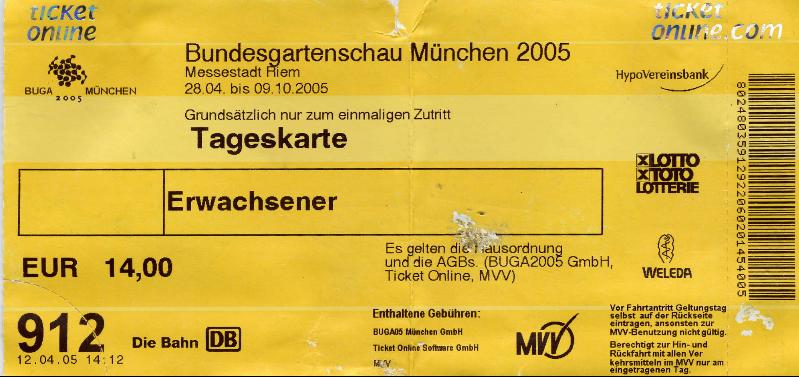 ticket
online
ticket
online.com
Bundesgartenschau München 2005
Messestadt Riem
28.04. bis 09.10.2005
BUGA MÜNCHEN
2005
HypoVereinsbank
Grundsätzlich nur zum einmaligen Zutritt
Tageskarte
Erwachsener
LOTTO
TOTO
LOTTERIE
EUR 14,00
Es gelten die Hausordnung
und die AGBs. (BUGA2005 GmbH,
Ticket Online, MVV)
WELEDA
912
12.04.05 14:12
Die Bahn DB
Enthaltene Gebühren:
BUGA05 München GmbH
Ticket Online Software GmbH
MVV
MVV
Vor Fahrtantritt Geltungstag
selbst auf der Rückseite
eintragen, ansonsten zur
MVV-Benutzung nicht gültig.
Berechtigt zur Hin- und
Rückfahrt mit allen Ver
kehrsmitteln im MVV nur am
eingetragenen Tag.
80248035912922060201454005